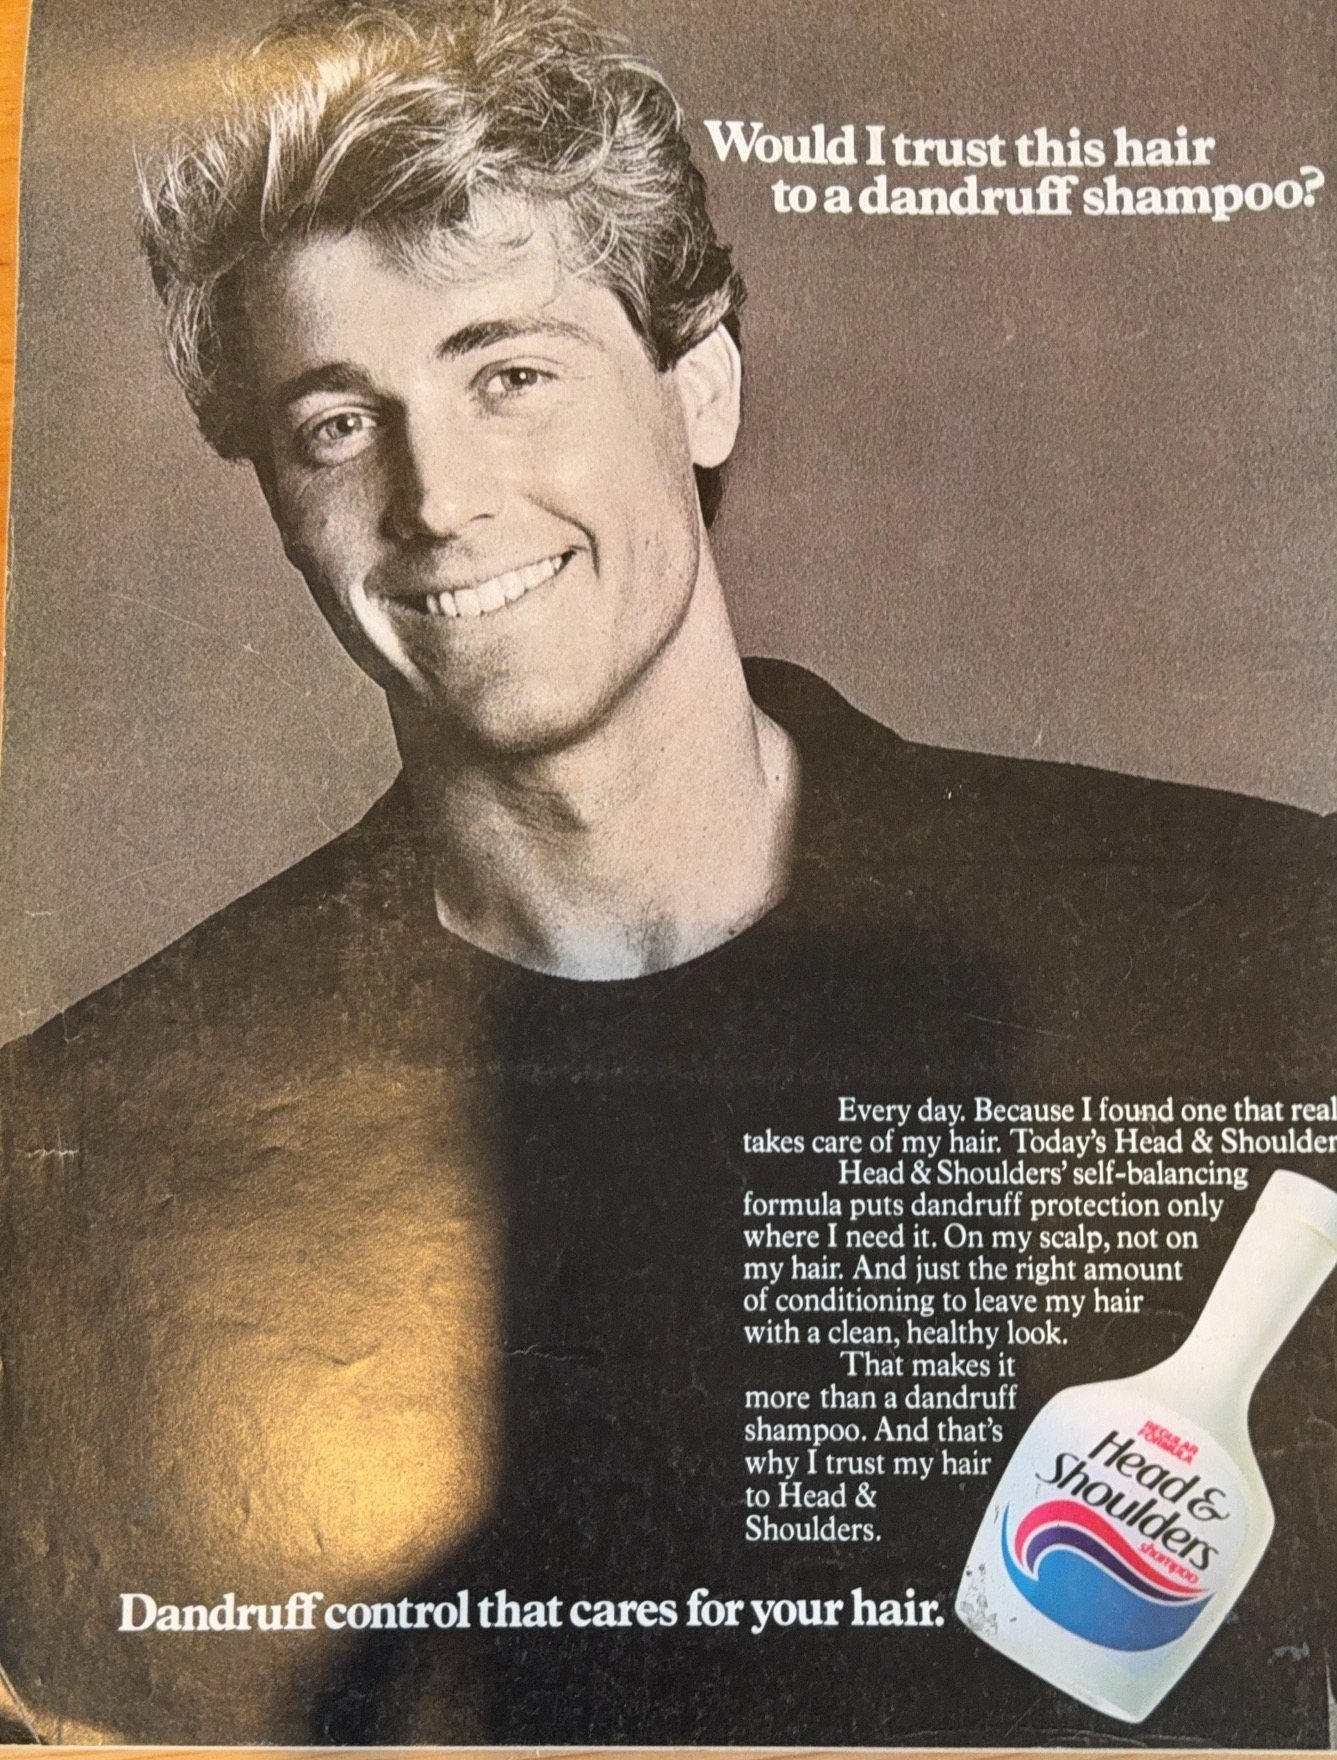 Would I trust this hair
to a dandruff shampoo?
Every day. Because I found one that real
takes care of my hair. Today's Head & Shoulder
Head & Shoulders' self-balancing
formula puts dandruff protection only
where I need it. On my scalp, not on
my hair. And just the right amount
of conditioning to leave my hair
with a clean, healthy look.
That makes it
more than a dandruff
shampoo. And that's
why I trust my hair
to Head &
Shoulders.
REGULAR
FORMULA
Head &
Shoulders
shampoo
Dandruff control that cares for your hair.